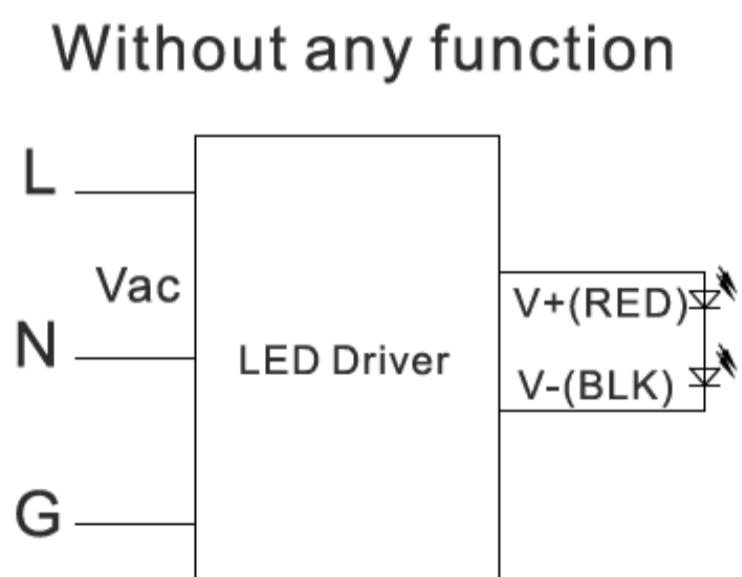 Without any function
L
Vac
V+(RED)
N
LED Driver
V-(BLK)
G